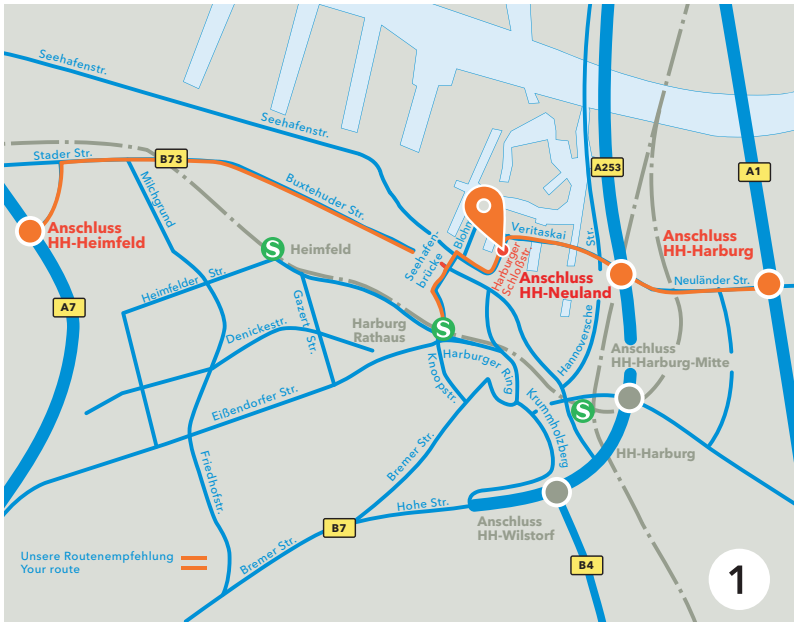 Seehafenstr.
Seehafenstr.
Stader Str.
B73
A253
A1
Milchgrund
Buxtehuder Str.
Blohm
Veritaskai
Str.
Anschluss
HH-Heimfeld
S
Heimfeld
Seehafen-
brücke
Harburger
Schloßstr.
Anschluss
HH-Harburg
Anschluss
HH-Neuland
Neuländer Str.
Heimfelder Str.
A7
Gazert Str.
Denickestr.
Harburg
Rathaus
S
Hannoversche
Harburger Ring
Knoopstr.
Anschluss
HH-Harburg-Mitte
Eißendorfer Str.
Krummholzberg
S
Bremer Str.
HH-Harburg
Friedhofstr.
Hohe Str.
B7
Anschluss
HH-Wilstorf
Bremer Str.
B4
Unsere Routenempfehlung
Your route
1